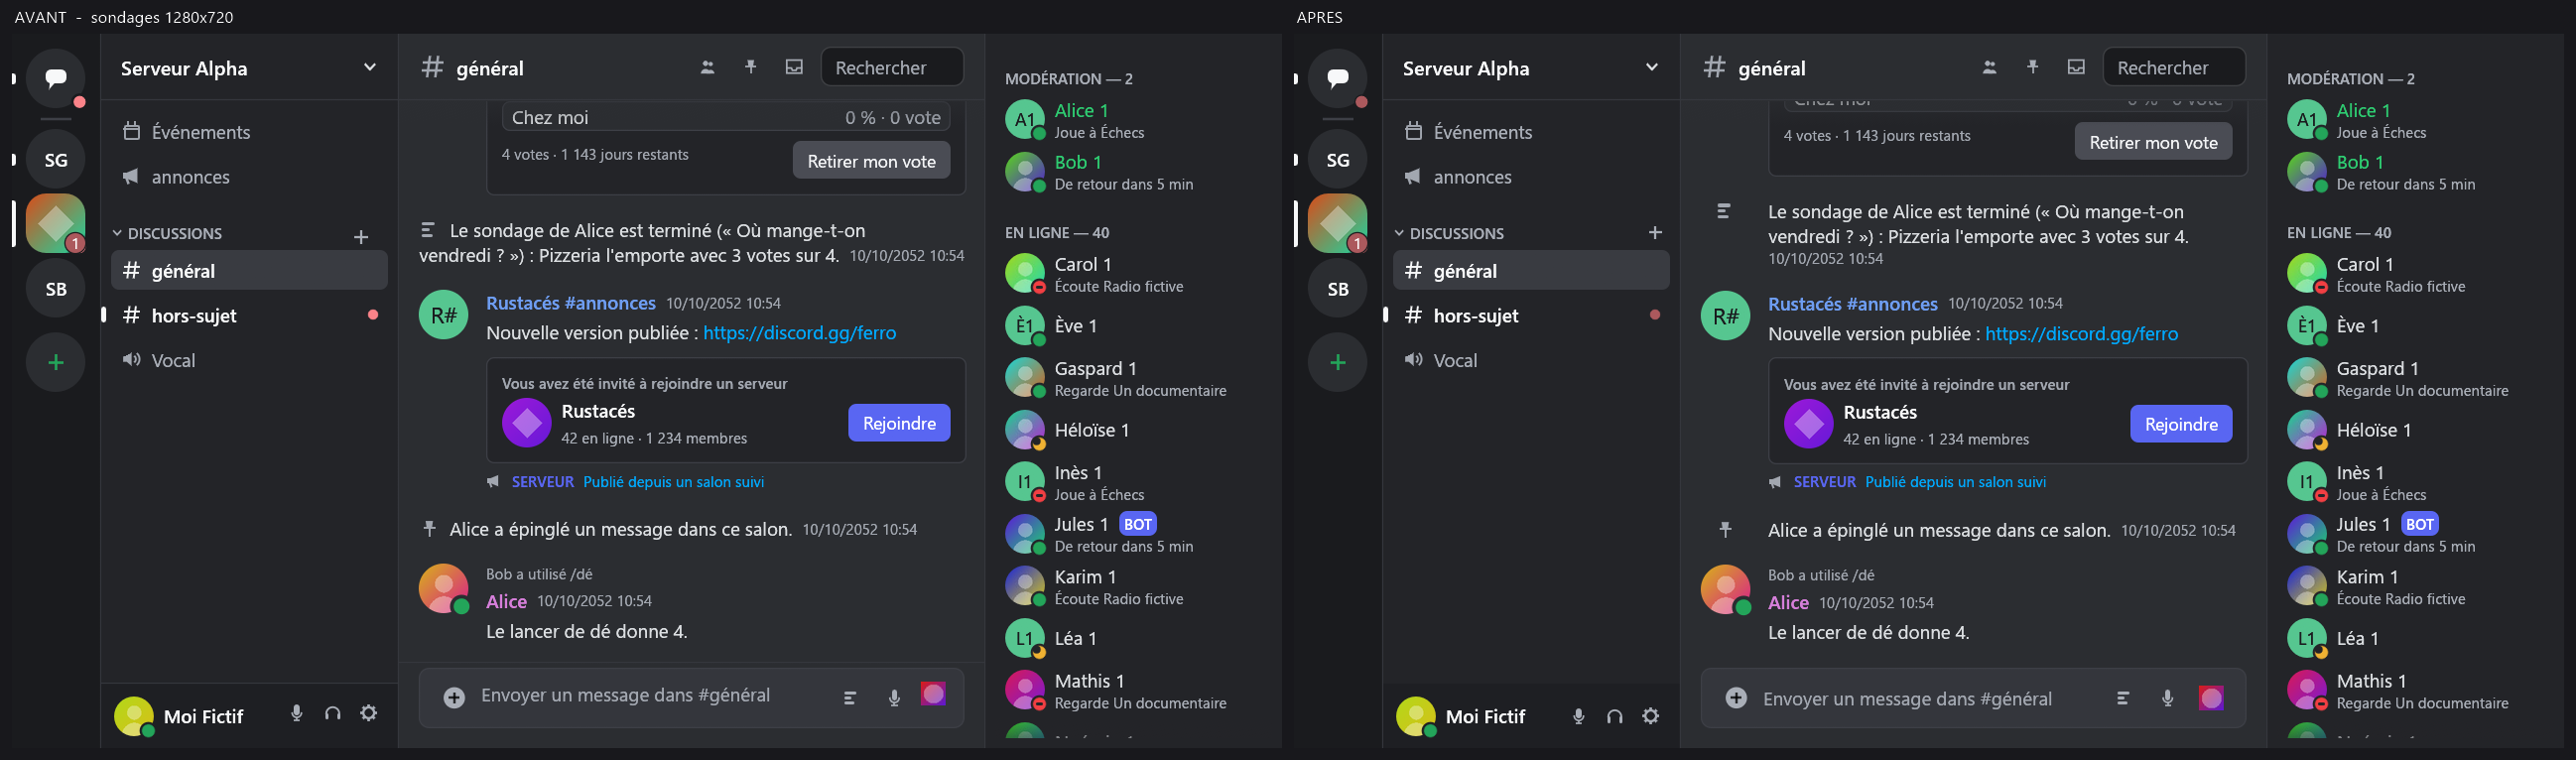 AVANT - sondages 1280x720
Serveur Alpha
Événements
annonces
DISCUSSIONS
général
hors-sujet
Vocal
SG
1
SB
Moi Fictif
# général
Rechercher
Chez moi
0 % · 0 vote
4 votes · 1 143 jours restants
Retirer mon vote
Le sondage de Alice est terminé (« Où mange-t-on
vendredi ? ») : Pizzeria l'emporte avec 3 votes sur 4. 10/10/2052 10:54
R#
Rustacés #annonces 10/10/2052 10:54
Nouvelle version publiée : https://discord.gg/ferro
Vous avez été invité à rejoindre un serveur
Rustacés
42 en ligne · 1 234 membres
Rejoindre
SERVEUR Publié depuis un salon suivi
Alice a épinglé un message dans ce salon. 10/10/2052 10:54
Bob a utilisé /dé
Alice 10/10/2052 10:54
Le lancer de dé donne 4.
Envoyer un message dans #général
MODÉRATION — 2
A1
Alice 1
Joue à Échecs
Bob 1
De retour dans 5 min
EN LIGNE — 40
Carol 1
Écoute Radio fictive
È1
Ève 1
Gaspard 1
Regarde Un documentaire
Héloïse 1
I1
Inès 1
Joue à Échecs
Jules 1 BOT
De retour dans 5 min
Karim 1
Écoute Radio fictive
L1
Léa 1
Mathis 1
Regarde Un documentaire
APRES
Serveur Alpha
Événements
annonces
DISCUSSIONS
général
hors-sujet
Vocal
SG
1
SB
Moi Fictif
# général
Rechercher
Chez moi
0 % · 0 vote
4 votes · 1 143 jours restants
Retirer mon vote
Le sondage de Alice est terminé (« Où mange-t-on
vendredi ? ») : Pizzeria l'emporte avec 3 votes sur 4.
10/10/2052 10:54
R#
Rustacés #annonces 10/10/2052 10:54
Nouvelle version publiée : https://discord.gg/ferro
Vous avez été invité à rejoindre un serveur
Rustacés
42 en ligne · 1 234 membres
Rejoindre
SERVEUR Publié depuis un salon suivi
Alice a épinglé un message dans ce salon. 10/10/2052 10:54
Bob a utilisé /dé
Alice 10/10/2052 10:54
Le lancer de dé donne 4.
Envoyer un message dans #général
MODÉRATION — 2
A1
Alice 1
Joue à Échecs
Bob 1
De retour dans 5 min
EN LIGNE — 40
Carol 1
Écoute Radio fictive
È1
Ève 1
Gaspard 1
Regarde Un documentaire
Héloïse 1
I1
Inès 1
Joue à Échecs
Jules 1 BOT
De retour dans 5 min
Karim 1
Écoute Radio fictive
L1
Léa 1
Mathis 1
Regarde Un documentaire